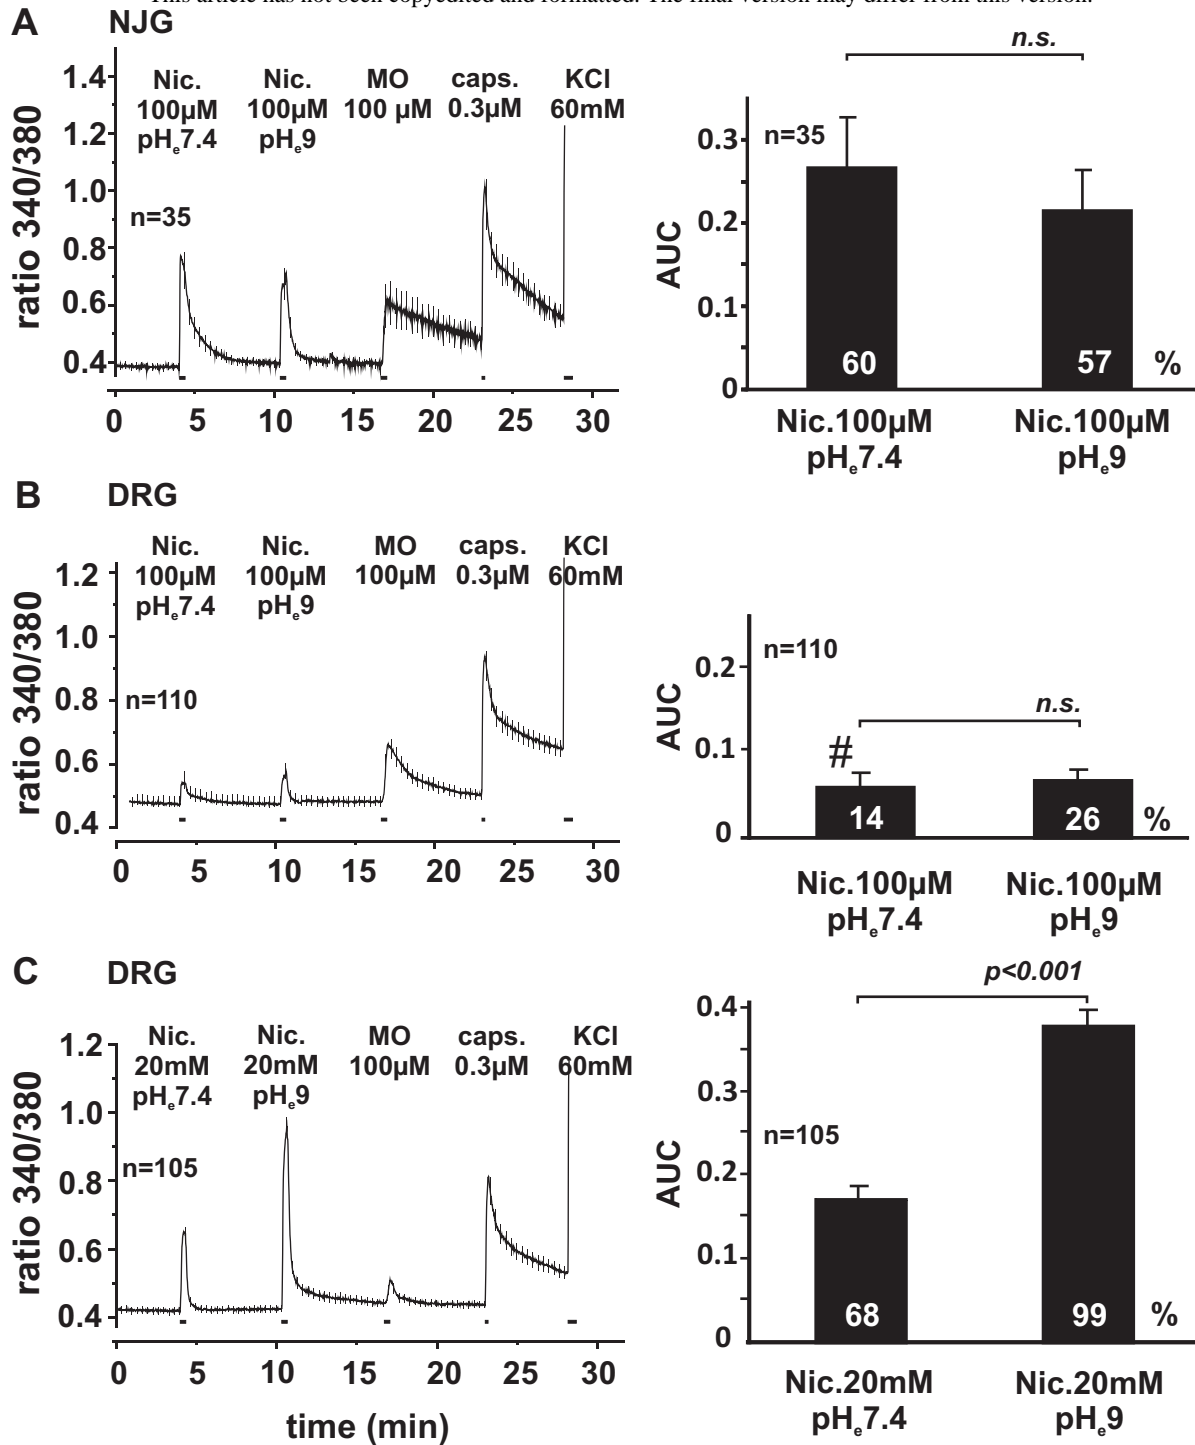 This article has not been copyedited and formatted. The final version may differ from this version.
A NJG
ratio 340/380
1.4
1.2
1.0
0.8
0.6
0.4
Nic. 100µM pHe7.4
Nic. 100µM pHe9
MO 100 µM
caps. 0.3µM
KCl 60mM
n=35
0 5 10 15 20 25 30
n.s.
AUC
0.3
0.2
0.1
0
n=35
60 57 %
Nic.100µM pHe7.4
Nic.100µM pHe9
B DRG
ratio 340/380
1.2
1.0
0.8
0.6
0.4
Nic. 100µM pHe7.4
Nic. 100µM pHe9
MO 100µM
caps. 0.3µM
KCl 60mM
n=110
0 5 10 15 20 25 30
AUC
0.2
0.1
0
n=110
n.s.
#
14 26 %
Nic.100µM pHe7.4
Nic.100µM pHe9
C DRG
ratio 340/380
1.2
1.0
0.8
0.6
0.4
Nic. 20mM pHe7.4
Nic. 20mM pHe9
MO 100µM
caps. 0.3µM
KCl 60mM
n=105
0 5 10 15 20 25 30
time (min)
p<0.001
AUC
0.4
0.3
0.2
0.1
0
n=105
68 99 %
Nic.20mM pHe7.4
Nic.20mM pHe9